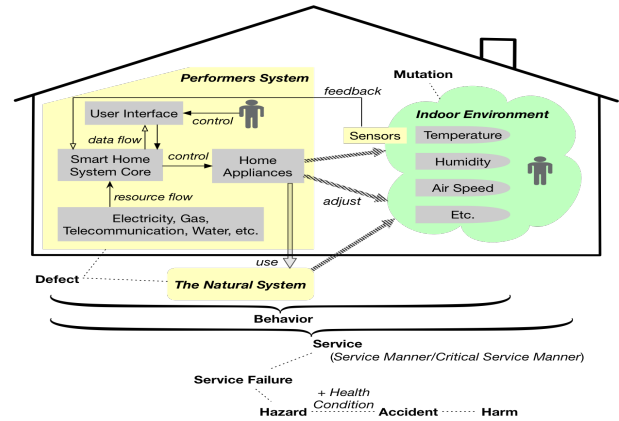 Performers System
feedback
Mutation
User Interface
control
Indoor Environment
Sensors
Temperature
data flow
Smart Home
System Core
control
Home
Appliances
Humidity
Air Speed
adjust
Etc.
resource flow
Electricity, Gas,
Telecommunication, Water, etc.
use
Defect
The Natural System
Behavior
Service
(Service Manner/Critical Service Manner)
Service Failure
+ Health
Condition
Hazard
Accident
Harm